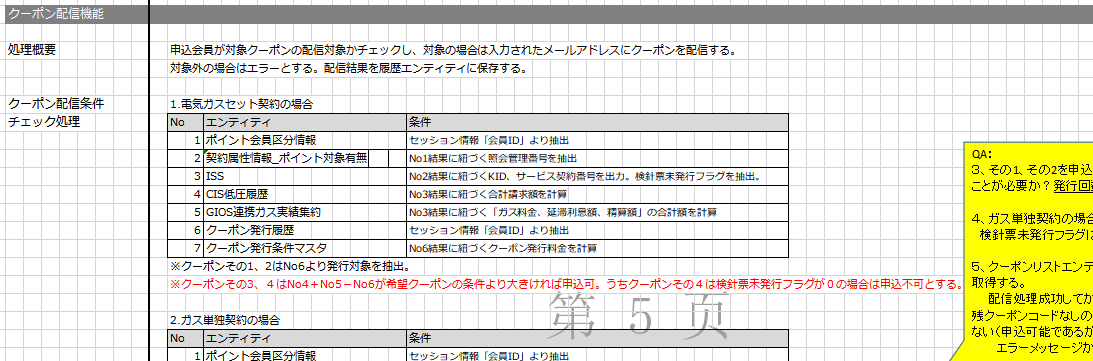 クーポン配信機能
処理概要
申込会員が対象クーポンの配信対象かチェックし、対象の場合は入力されたメールアドレスにクーポンを配信する。
対象外の場合はエラーとする。配信結果を履歴エンティティに保存する。
クーポン配信条件
チェック処理
1.電気ガスセット契約の場合
No エンティティ 条件
1 ポイント会員区分情報 セッション情報「会員ID」より抽出
2 契約属性情報_ポイント対象有無 No1結果に紐づく照会管理番号を抽出
3 ISS No2結果に紐づくKID、サービス契約番号を出力。検針票未発行フラグを抽出。
4 CIS低圧履歴 No3結果に紐づく合計請求額を計算
5 GIOS連携ガス実績集約 No3結果に紐づく「ガス料金、延滞利息額、精算額」の合計額を計算
6 クーポン発行履歴 セッション情報「会員ID」より抽出
7 クーポン発行条件マスタ No6結果に紐づくクーポン発行料金を計算
※クーポンその1、2はNo6より発行対象を抽出。
※クーポンその3、4はNo4+No5-No6が希望クーポンの条件より大きければ申込可。うちクーポンその4は検針票未発行フラグが0の場合は申込不可とする。
2.ガス単独契約の場合
No エンティティ 条件
1 ポイント会員区分情報 セッション情報「会員ID」より抽出
第 5 页
QA:
3、その1、その2を申込
ことが必要か?発行回
4、ガス単独契約の場合
検針票未発行フラグに
5、クーポンリストエンテ
取得する。
配信処理成功してか
残クーポンコードなしの
ない(申込可能であるか
エラーメッセージか